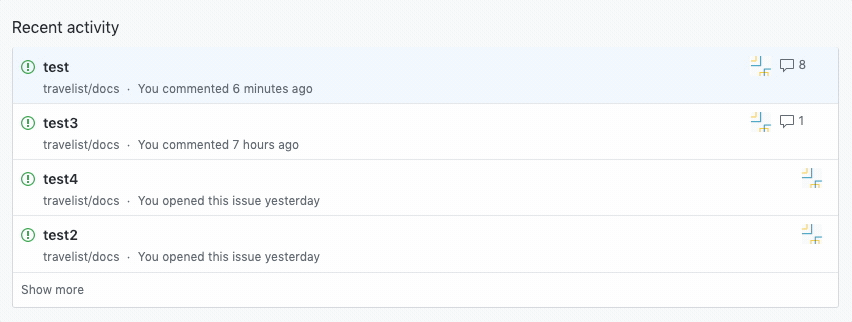 Recent activity
test 8
travelist/docs · You commented 6 minutes ago
test3 1
travelist/docs · You commented 7 hours ago
test4
travelist/docs · You opened this issue yesterday
test2
travelist/docs · You opened this issue yesterday
Show more